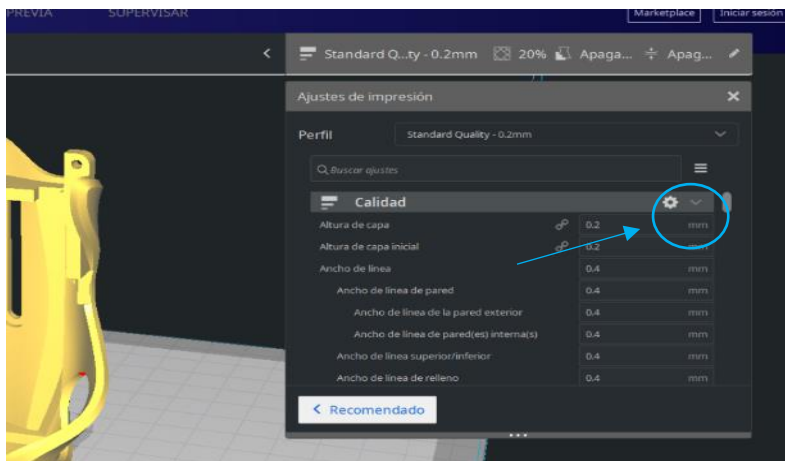 PREVIA SUPERVISAR Marketplace Iniciar sesión
Standard Q...ty - 0.2mm 20% Apaga... Apag...
Ajustes de impresión
Perfil Standard Quality - 0.2mm
Buscar ajustes
Calidad
Altura de capa 0.2 mm
Altura de capa inicial 0.2 mm
Ancho de línea 0.4 mm
Ancho de línea de pared 0.4 mm
Ancho de línea de la pared exterior 0.4 mm
Ancho de línea de pared(es) interna(s) 0.4 mm
Ancho de línea superior/inferior 0.4 mm
Ancho de línea de relleno 0.4 mm
Recomendado